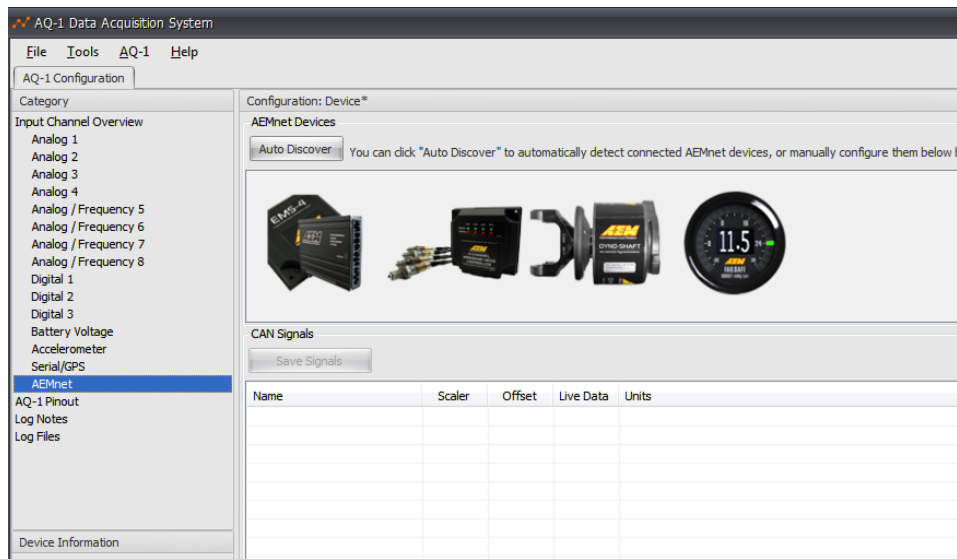 AQ-1 Data Acquisition System
File Tools AQ-1 Help
AQ-1 Configuration
Category
Input Channel Overview
Analog 1
Analog 2
Analog 3
Analog 4
Analog / Frequency 5
Analog / Frequency 6
Analog / Frequency 7
Analog / Frequency 8
Digital 1
Digital 2
Digital 3
Battery Voltage
Accelerometer
Serial/GPS
AEMnet
AQ-1 Pinout
Log Notes
Log Files
Device Information
Configuration: Device*
AEMnet Devices
Auto Discover You can click "Auto Discover" to automatically detect connected AEMnet devices, or manually configure them below
EMS-4
AEM
AEM
AEM
DYNO-SHAFT
11.5
AEM
FAILSAFE
CAN Signals
Save Signals
Name Scaler Offset Live Data Units